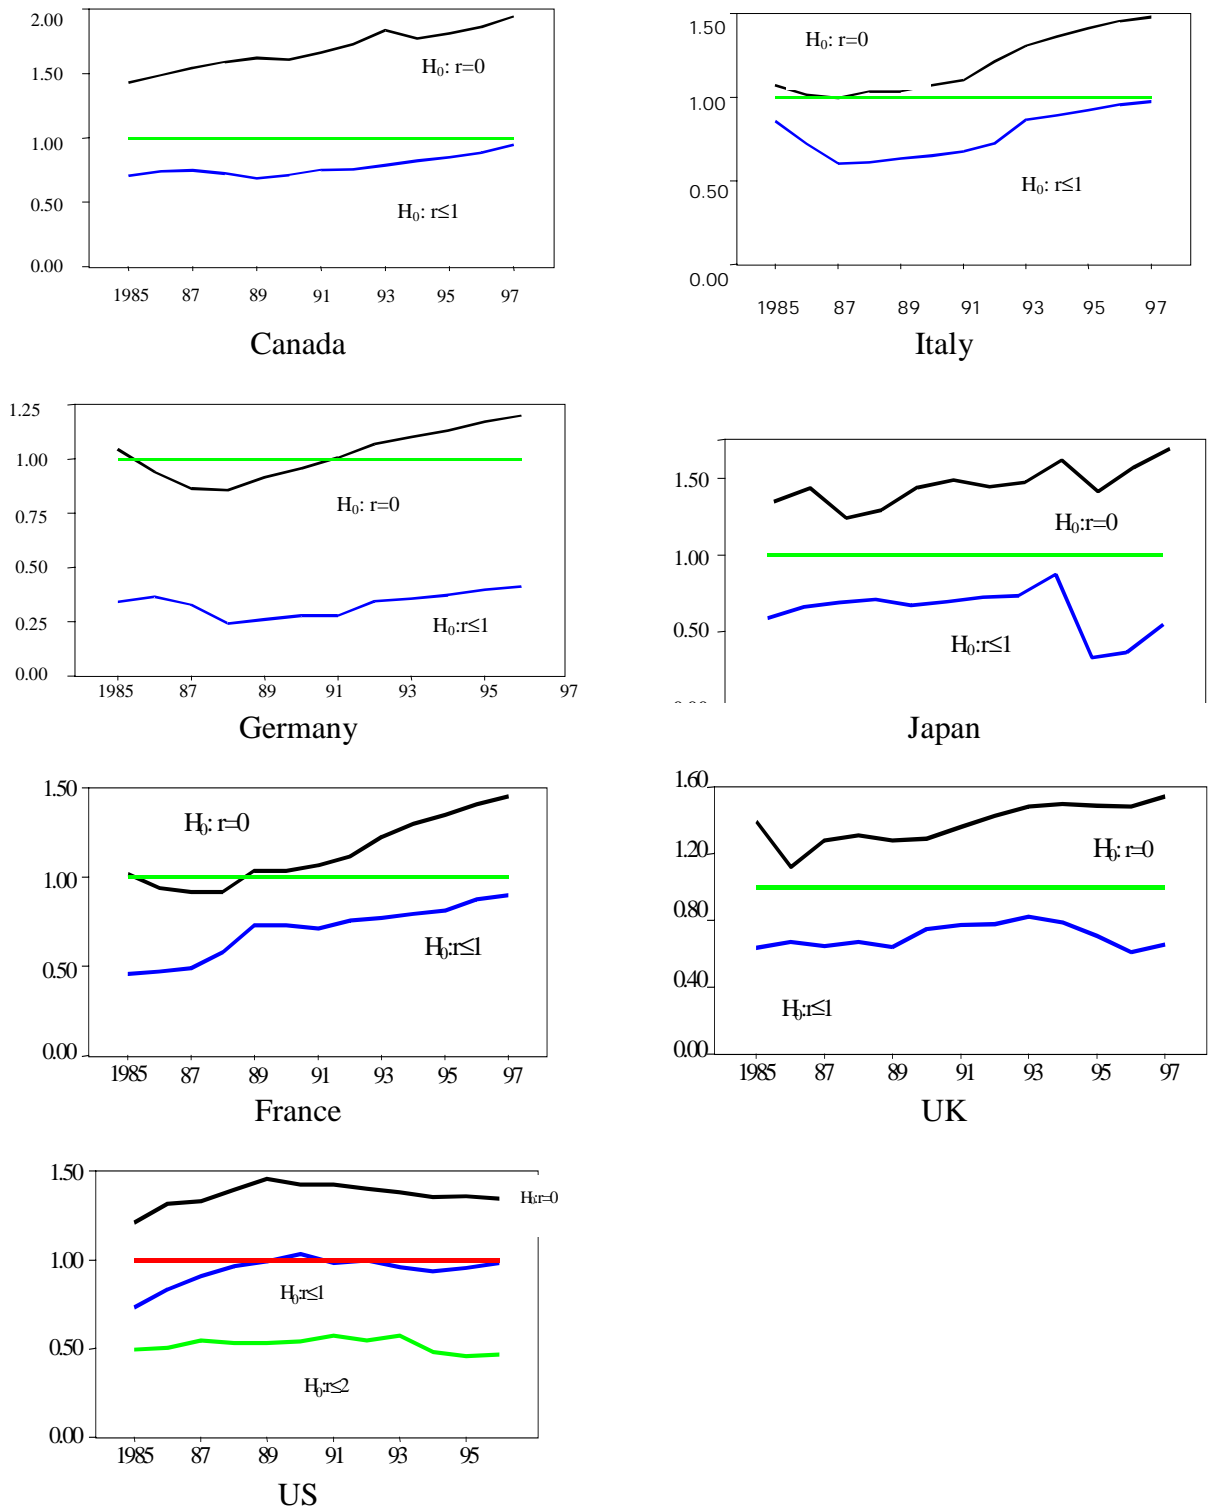 2.00
1.50
1.00
0.50
0.00
H₀: r=0
H₀: r≤1
1985 87 89 91 93 95 97
Canada
1.50
1.00
0.50
0.00
H₀: r=0
H₀: r≤1
1985 87 89 91 93 95 97
Italy
1.25
1.00
0.75
0.50
0.25
0.00
H₀: r=0
H₀:r≤1
1985 87 89 91 93 95 97
Germany
1.50
1.00
0.50
H₀:r=0
H₀:r≤1
Japan
1.50
1.00
0.50
0.00
H₀: r=0
H₀:r≤1
1985 87 89 91 93 95 97
France
1.60
1.20
0.80
0.40
0.00
H₀: r=0
H₀:r≤1
1985 87 89 91 93 95 97
UK
1.50
1.00
0.50
0.00
H₀:r=0
H₀:r≤1
H₀:r≤2
1985 87 89 91 93 95
US